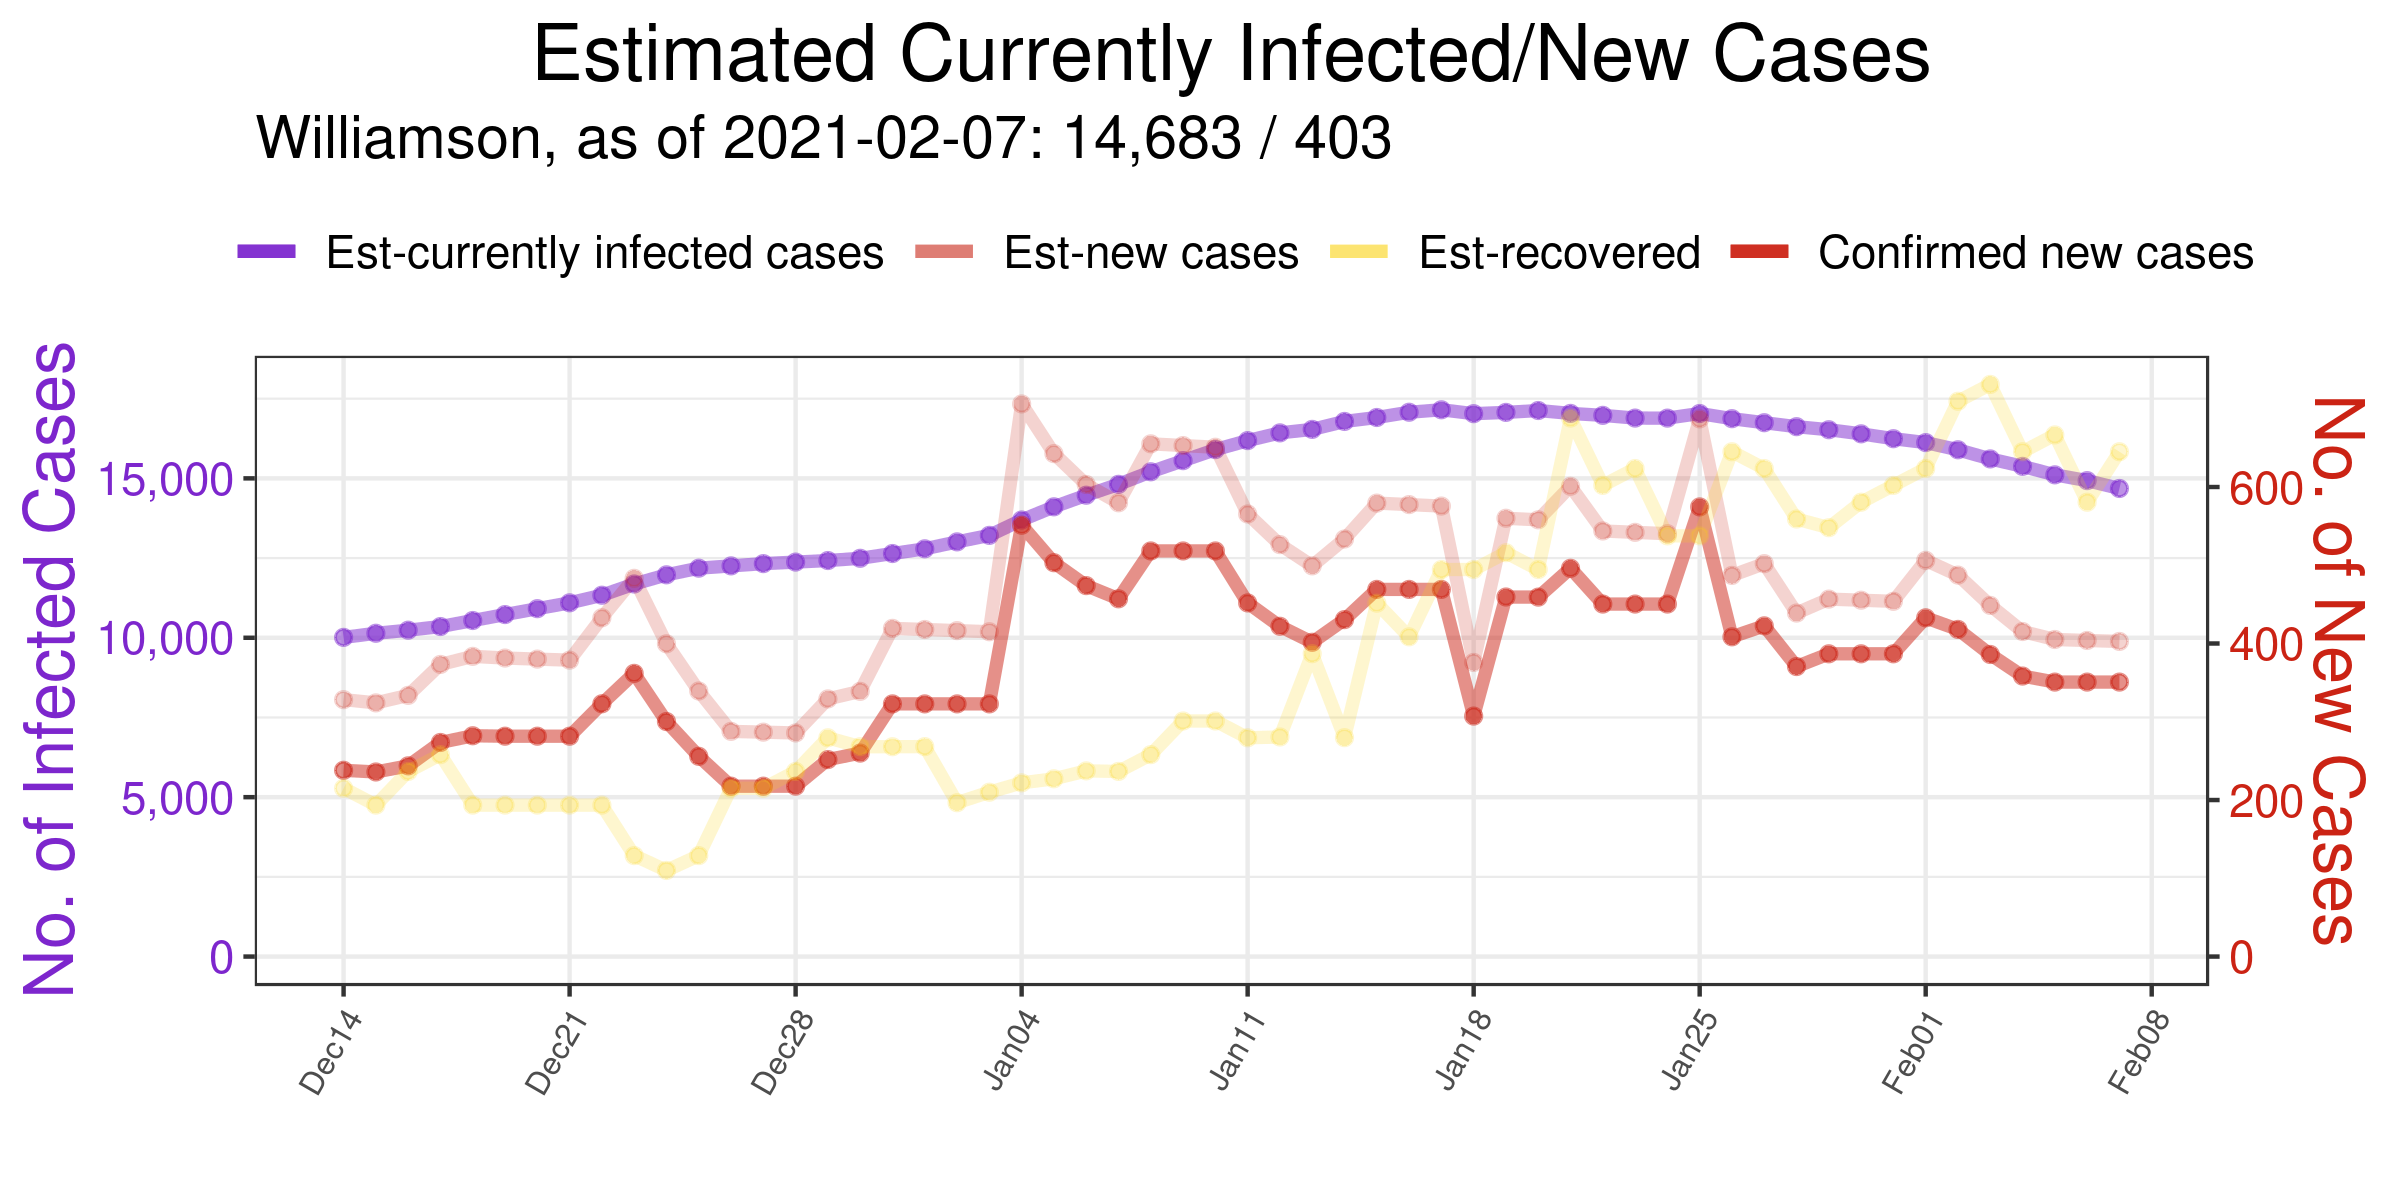 Estimated Currently Infected/New Cases
Williamson, as of 2021-02-07: 14,683 / 403
Est-currently infected cases Est-new cases Est-recovered Confirmed new cases
No. of Infected Cases
15,000
10,000
5,000
0
600
400
200
0
No. of New Cases
Dec14 Dec21 Dec28 Jan04 Jan11 Jan18 Jan25 Feb01 Feb08